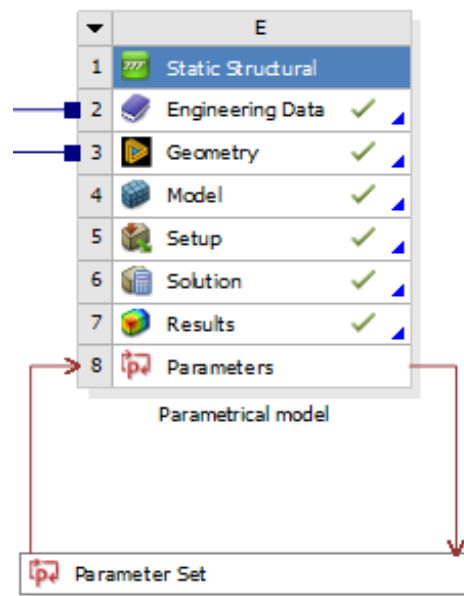 E
1 Static Structural
2 Engineering Data
3 Geometry
4 Model
5 Setup
6 Solution
7 Results
8 Parameters
Parametrical model
Parameter Set